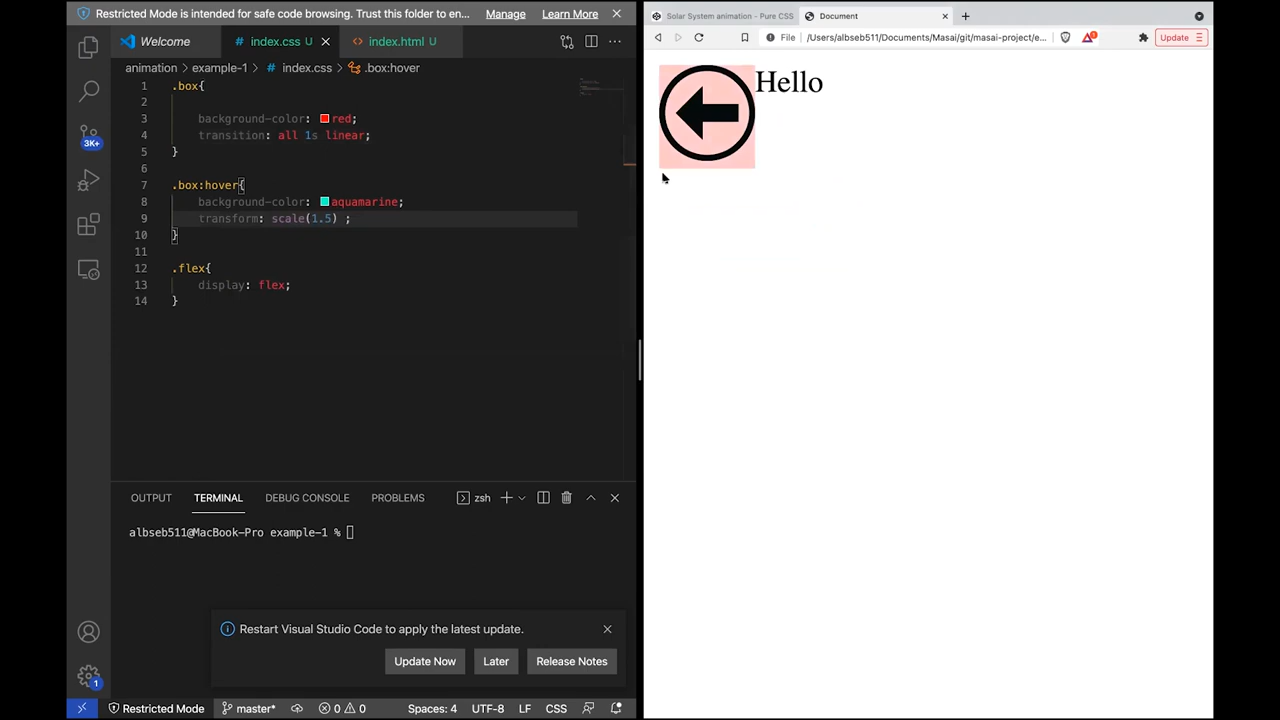 Restricted Mode is intended for safe code browsing. Trust this folder to en... Manage Learn More
Welcome index.css U index.html U
animation > example-1 > # index.css > .box:hover
1 .box{
2
3 background-color: red;
4 transition: all 1s linear;
5 }
6
7 .box:hover{
8 background-color: aquamarine;
9 transform: scale(1.5) ;
10 }
11
12 .flex{
13 display: flex;
14 }
3K+
OUTPUT TERMINAL DEBUG CONSOLE PROBLEMS zsh
albseb511@MacBook-Pro example-1 %
Restart Visual Studio Code to apply the latest update.
Update Now Later Release Notes
1
Restricted Mode master* 0 0 Spaces: 4 UTF-8 LF CSS
Solar System animation - Pure CSS Document
File /Users/albseb511/Documents/Masai/git/masai-project/e... 1 Update
Hello